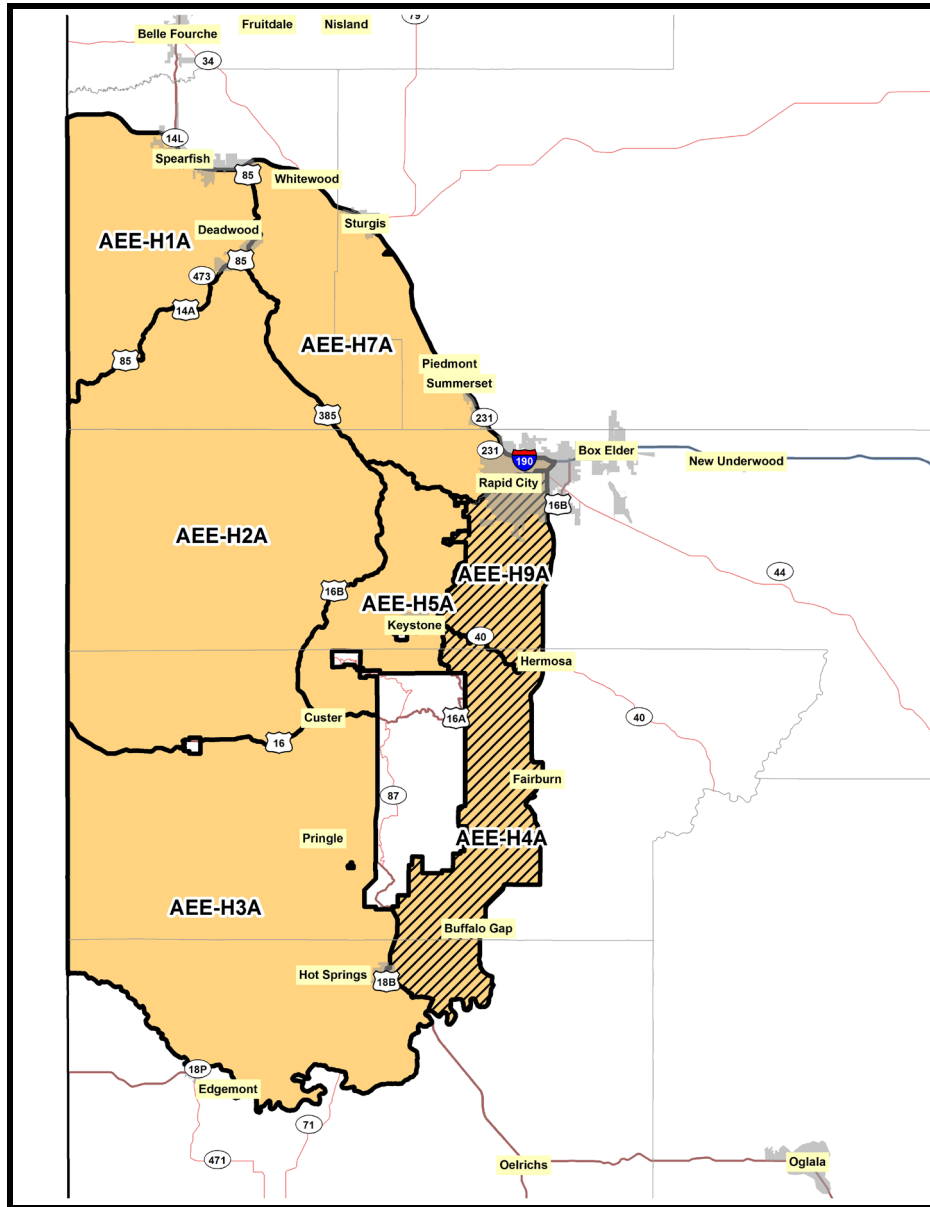 79
Fruitdale
Nisland
Belle Fourche
34
14L
Spearfish
85
Whitewood
Sturgis
Deadwood
AEE-H1A
85
473
14A
AEE-H7A
85
Piedmont
Summerset
385
231
231
190
Box Elder
New Underwood
Rapid City
16B
AEE-H2A
44
AEE-H9A
16B
AEE-H5A
Keystone
40
Hermosa
Custer
16A
40
16
Fairburn
87
Pringle
AEE-H4A
AEE-H3A
Buffalo Gap
Hot Springs
18B
18P
Edgemont
71
471
Oelrichs
Oglala